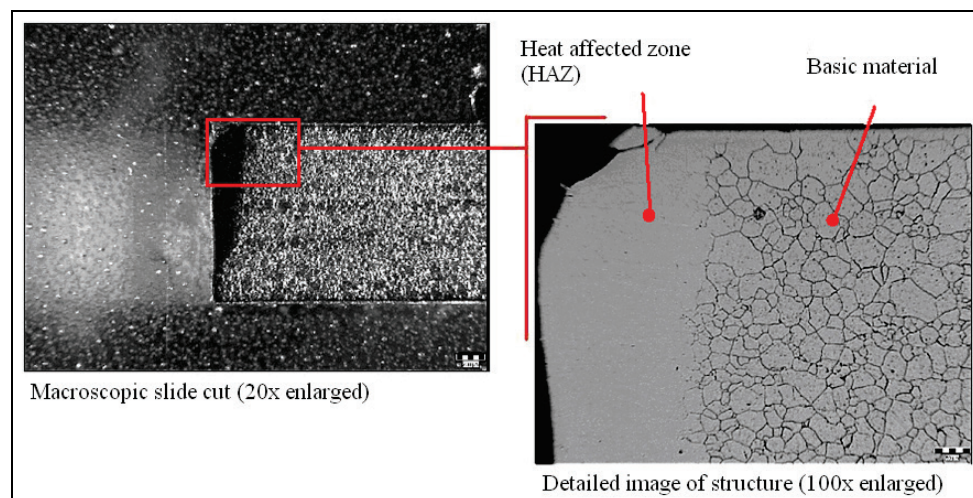 Heat affected zone
(HAZ)
Basic material
Macroscopic slide cut (20x enlarged)
Detailed image of structure (100x enlarged)